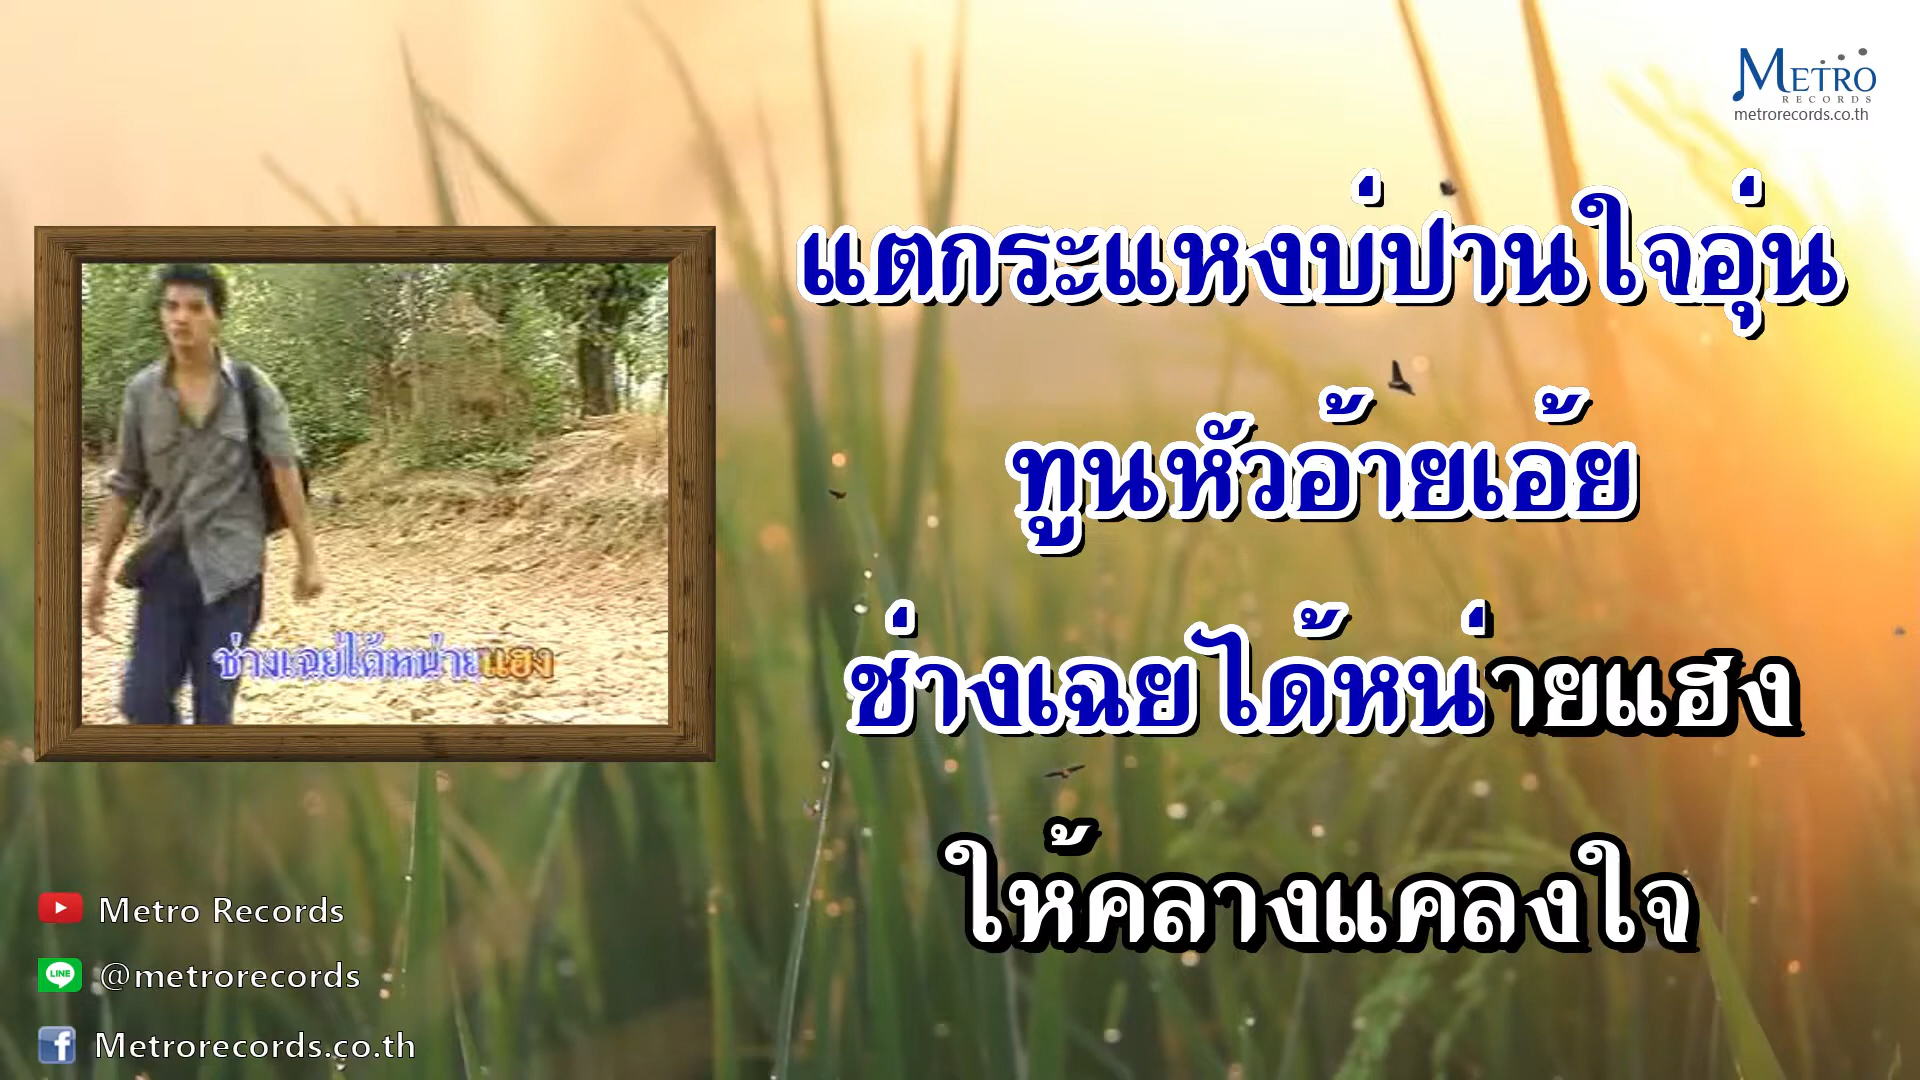 METRO
RECORDS
metrorecords.co.th
แตกระแหงบ่ปานใจอุ่น
ทูนหัวอ้ายเอ้ย
ช่างเฉยได้หน่ายแฮง
ให้คลางแคลงใจ
ช่างเฉยได้หน่ายแฮง
Metro Records
LINE
@metrorecords
f Metrorecords.co.th